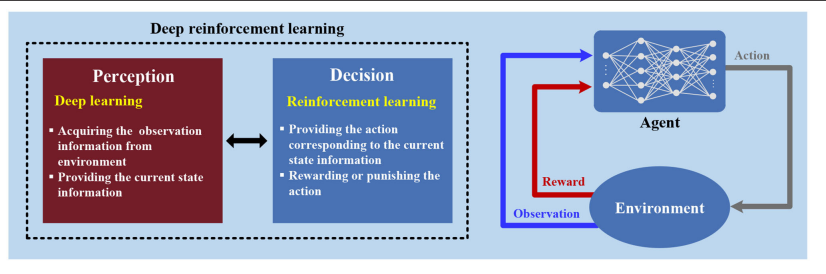 Deep reinforcement learning
Perception
Deep learning
▪ Acquiring the observation
information from
environment
▪ Providing the current state
information
Decision
Reinforcement learning
▪ Providing the action
corresponding to the current
state information
▪ Rewarding or punishing the
action
Action
Agent
Reward
Observation
Environment